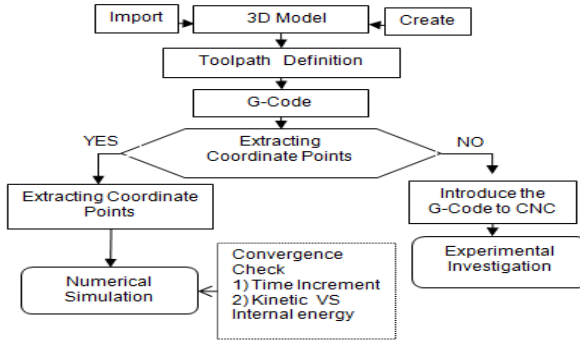 Import
3D Model
Create
Toolpath Definition
G-Code
YES
Extracting
Coordinate Points
NO
Extracting Coordinate
Points
Introduce the
G-Code to CNC
Numerical
Simulation
Convergence
Check
1) Time Increment
2) Kinetic VS
Internal energy
Experimental
Investigation